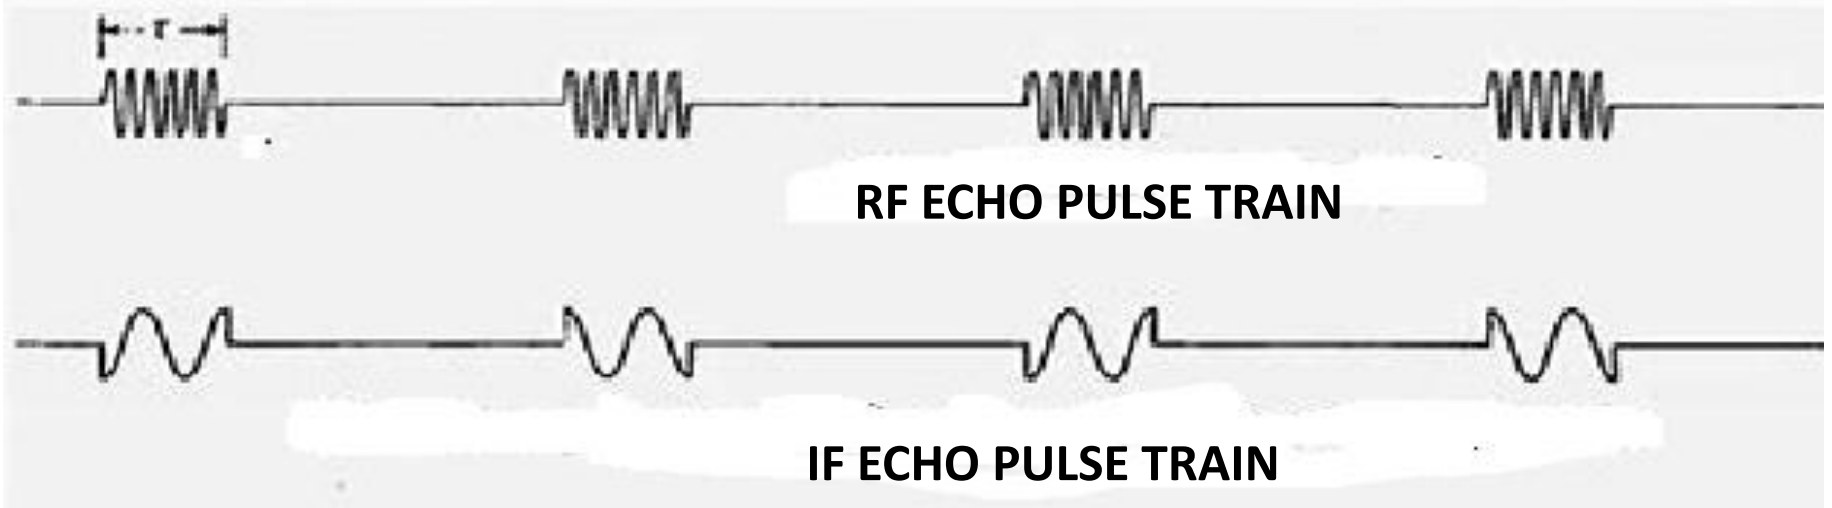 τ
RF ECHO PULSE TRAIN
IF ECHO PULSE TRAIN